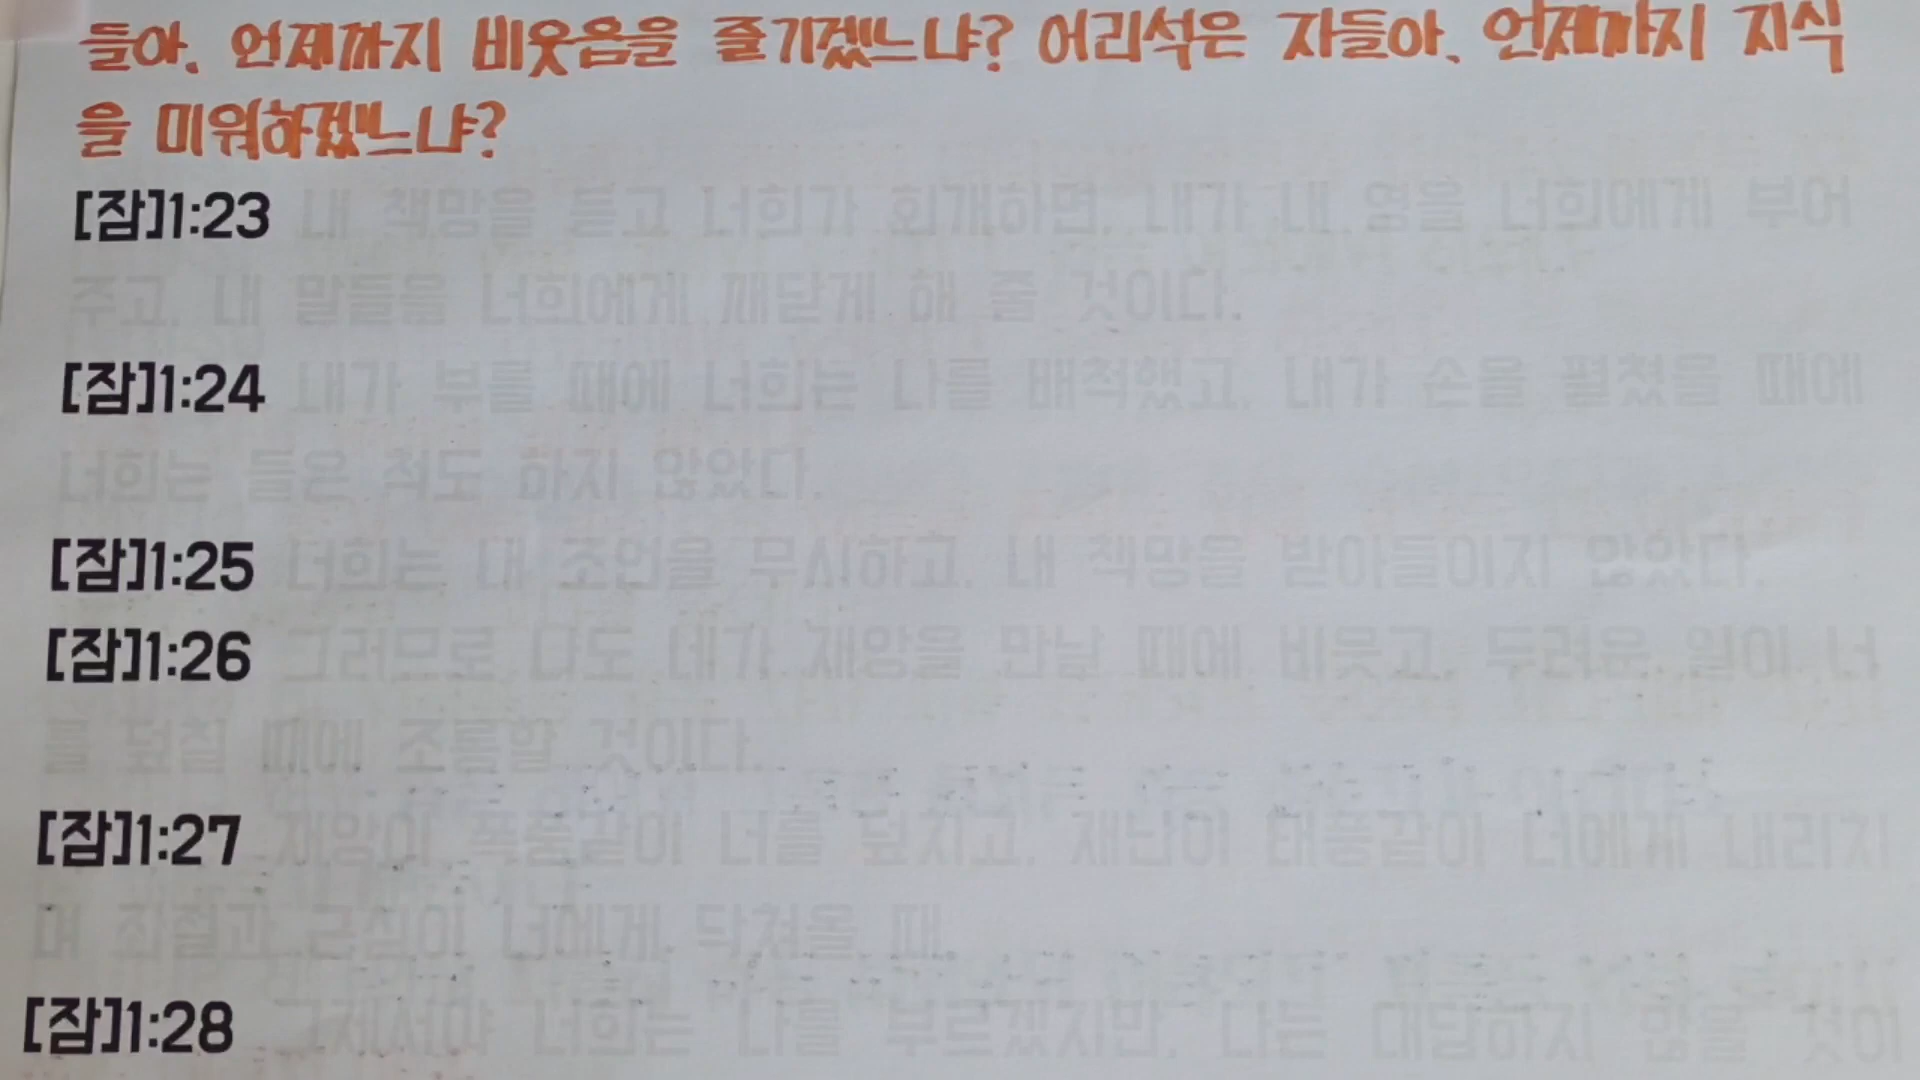 들아, 언제까지 비웃음을 즐기겠느냐? 어리석은 자들아, 언제까지 지식
을 미워하겠느냐?
[잠]1:23 내 책망을 듣고 너희가 회개하면, 내가 내 영을 너희에게 부어
주고, 내 말들을 너희에게 깨닫게 해 줄 것이다.
[잠]1:24 내가 부를 때에 너희는 나를 배척했고, 내가 손을 펼쳤을 때에
너희는 들은 척도 하지 않았다.
[잠]1:25 너희는 내 조언을 무시하고, 내 책망을 받아들이지 않았다.
[잠]1:26 그러므로 나도 네가 재앙을 만날 때에 비웃고, 두려운 일이 너
를 덮칠 때에 조롱할 것이다.
[잠]1:27 재앙이 폭풍같이 너를 덮치고, 재난이 태풍같이 너에게 내리치
며 좌절과 근심이 너에게 닥쳐올 때,
[잠]1:28 그제서야 너희는 나를 부르겠지만, 나는 대답하지 않을 것이